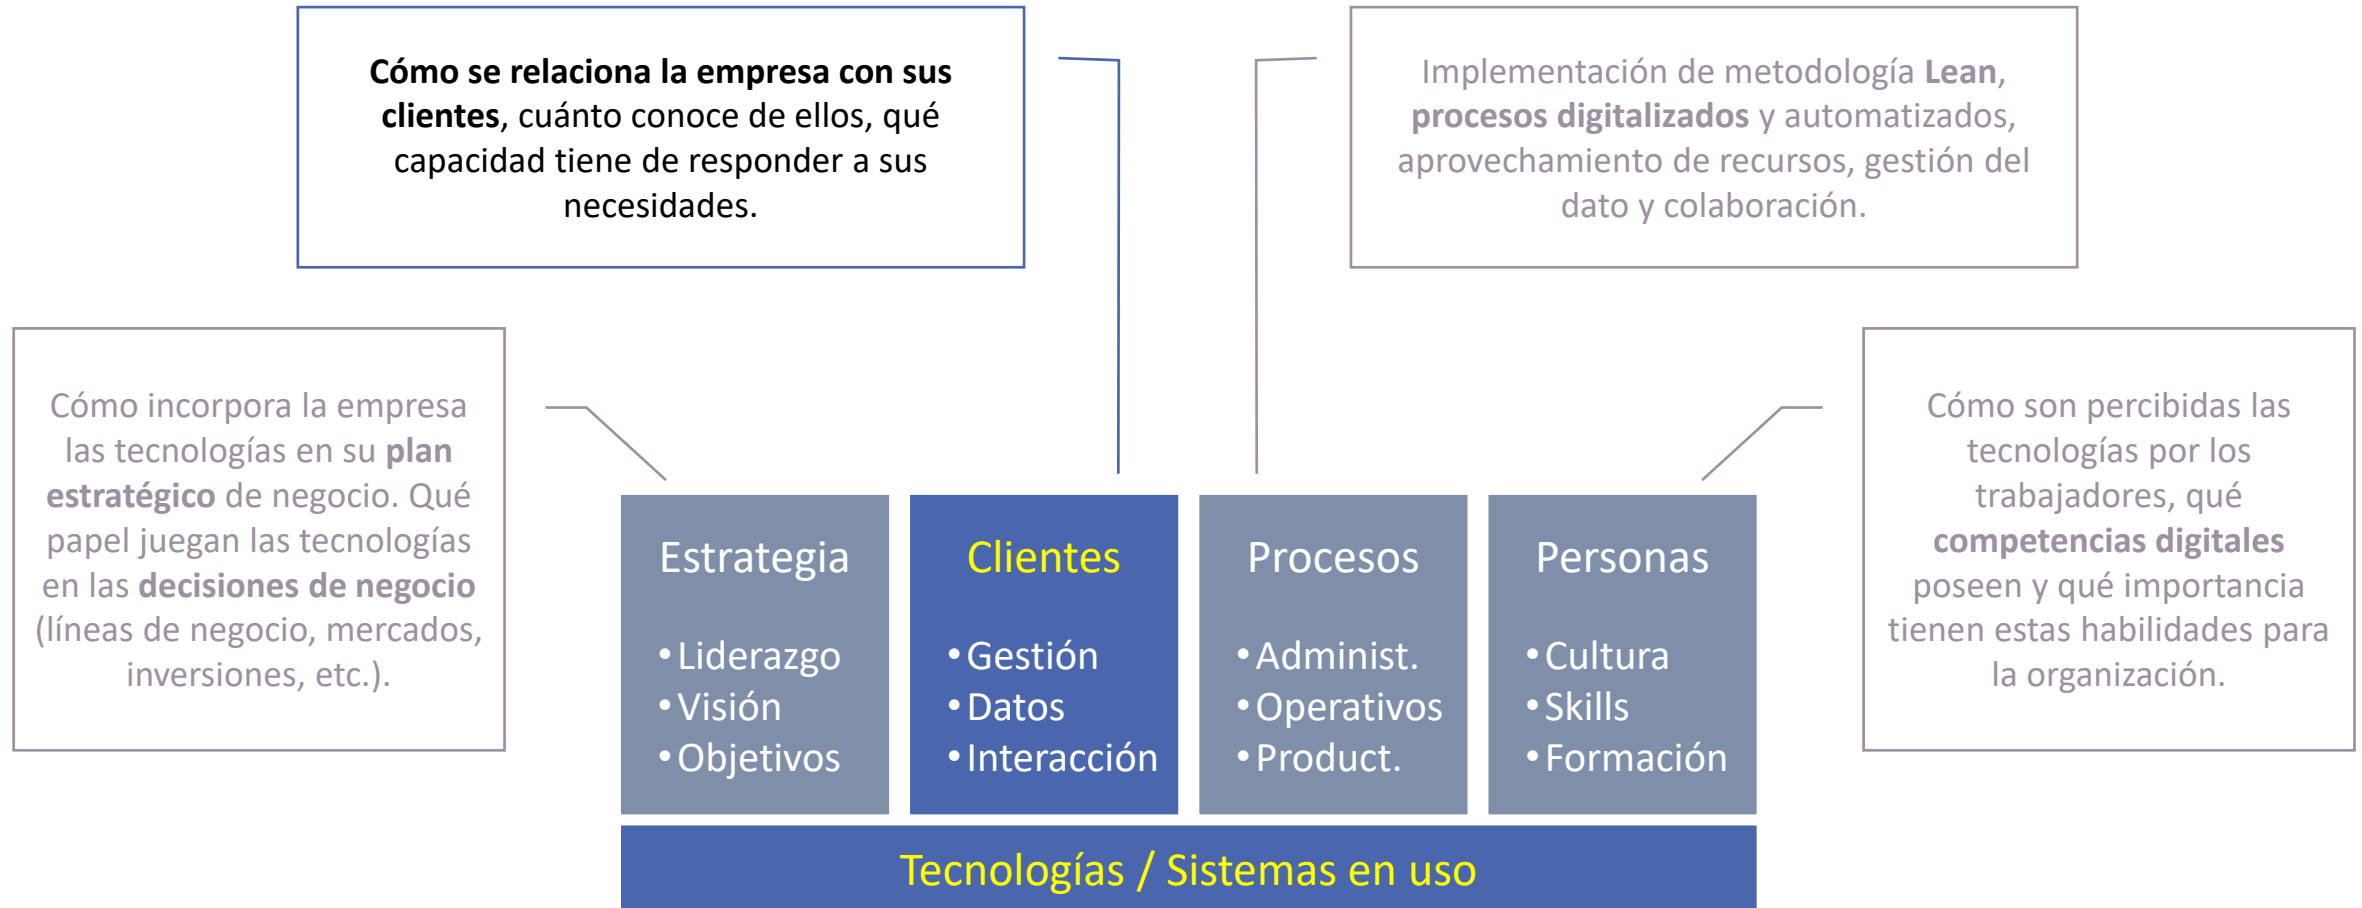 Cómo se relaciona la empresa con sus
clientes, cuánto conoce de ellos, qué
capacidad tiene de responder a sus
necesidades.
Implementación de metodología Lean,
procesos digitalizados y automatizados,
aprovechamiento de recursos, gestión del
dato y colaboración.
Cómo incorpora la empresa
las tecnologías en su plan
estratégico de negocio. Qué
papel juegan las tecnologías
en las decisiones de negocio
(líneas de negocio, mercados,
inversiones, etc.).
Estrategia
•Liderazgo
•Visión
•Objetivos
Clientes
•Gestión
•Datos
•Interacción
Procesos
•Administ.
•Operativos
•Product.
Personas
•Cultura
•Skills
•Formación
Cómo son percibidas las
tecnologías por los
trabajadores, qué
competencias digitales
poseen y qué importancia
tienen estas habilidades para
la organización.
Tecnologías / Sistemas en uso